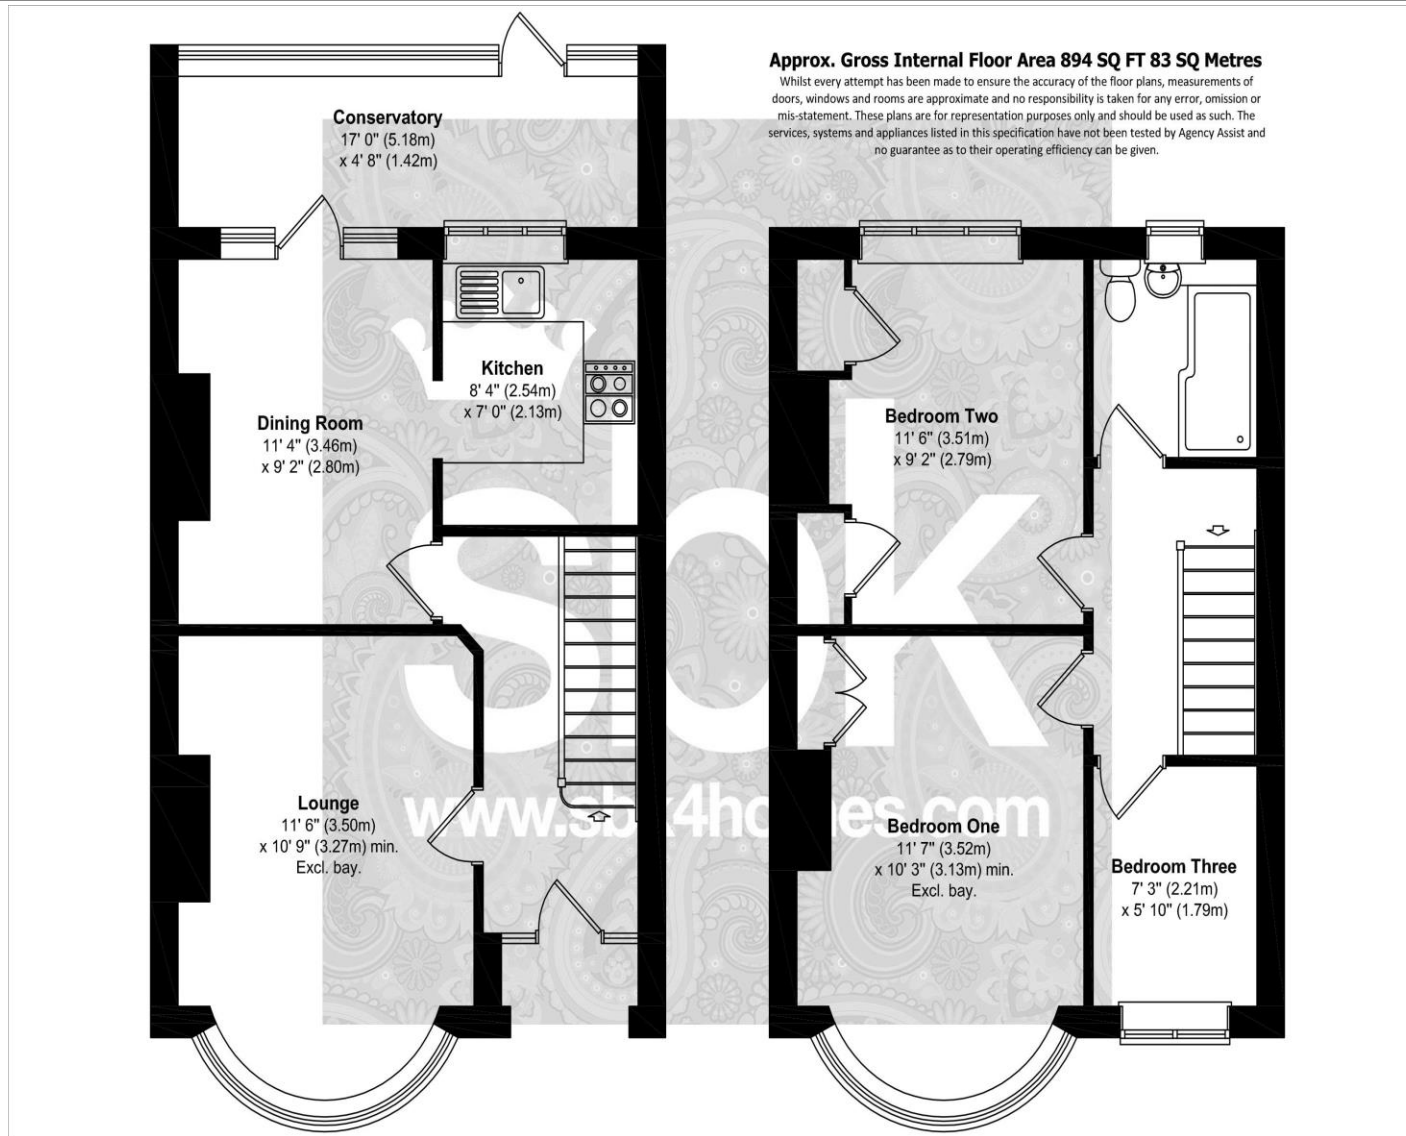 Approx. Gross Internal Floor Area 894 SQ FT 83 SQ Metres
Whilst every attempt has been made to ensure the accuracy of the floor plans, measurements of
doors, windows and rooms are approximate and no responsibility is taken for any error, omission or
mis-statement. These plans are for representation purposes only and should be used as such. The
services, systems and appliances listed in this specification have not been tested by Agency Assist and
no guarantee as to their operating efficiency can be given.
Conservatory
17' 0" (5.18m)
x 4' 8" (1.42m)
Kitchen
8' 4" (2.54m)
x 7' 0" (2.13m)
Dining Room
11' 4" (3.46m)
x 9' 2" (2.80m)
Bedroom Two
11' 6" (3.51m)
x 9' 2" (2.79m)
sbk
www.sbk4homes.com
Lounge
11' 6" (3.50m)
x 10' 9" (3.27m) min.
Excl. bay.
Bedroom One
11' 7" (3.52m)
x 10' 3" (3.13m) min.
Excl. bay.
Bedroom Three
7' 3" (2.21m)
x 5' 10" (1.79m)